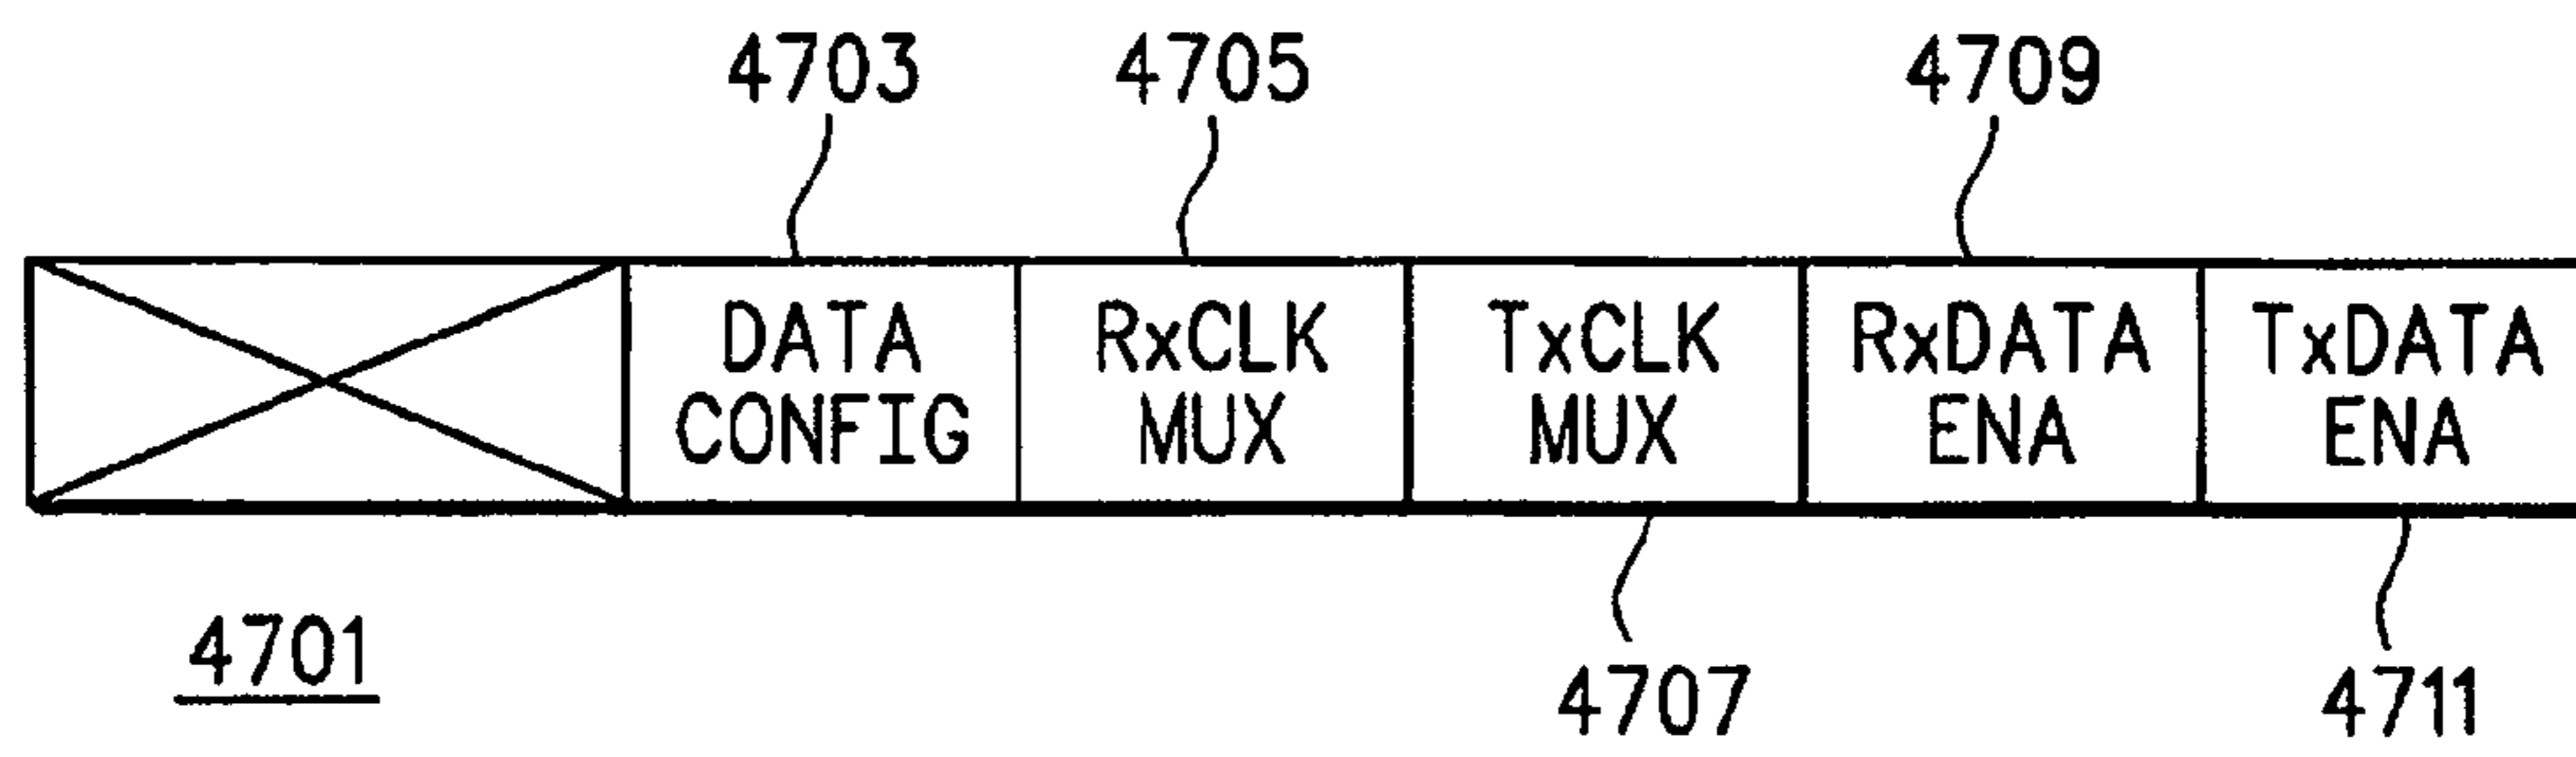 4703 4705 4709
DATA RxCLK TxCLK RxDATA TxDATA
CONFIG MUX MUX ENA ENA
4701
4707 4711